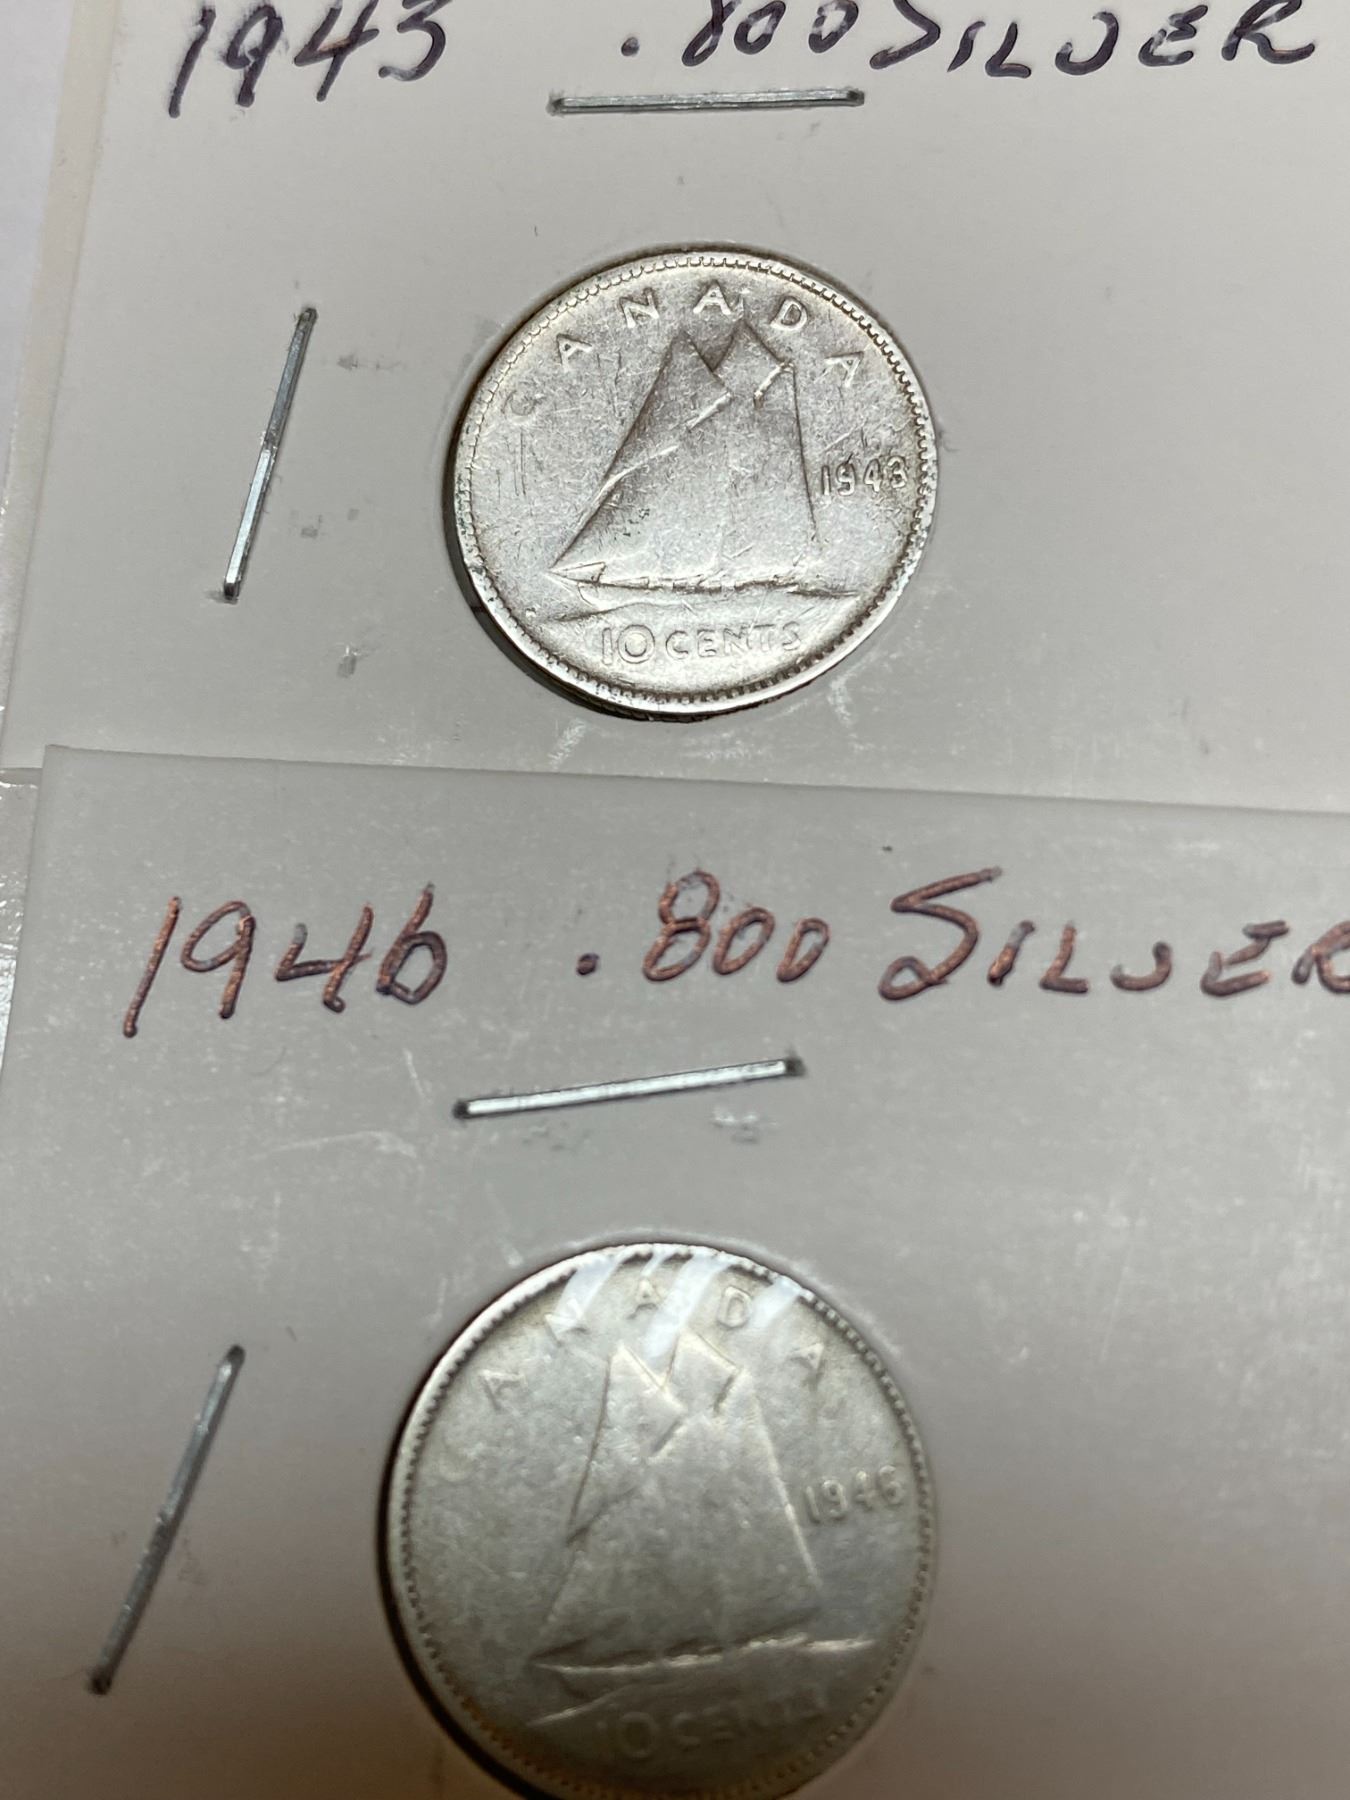 1943 .800 SILVER
CANADA
1943
10 CENTS
1946 .800 SILVER
CANADA
1946
10 CENTS